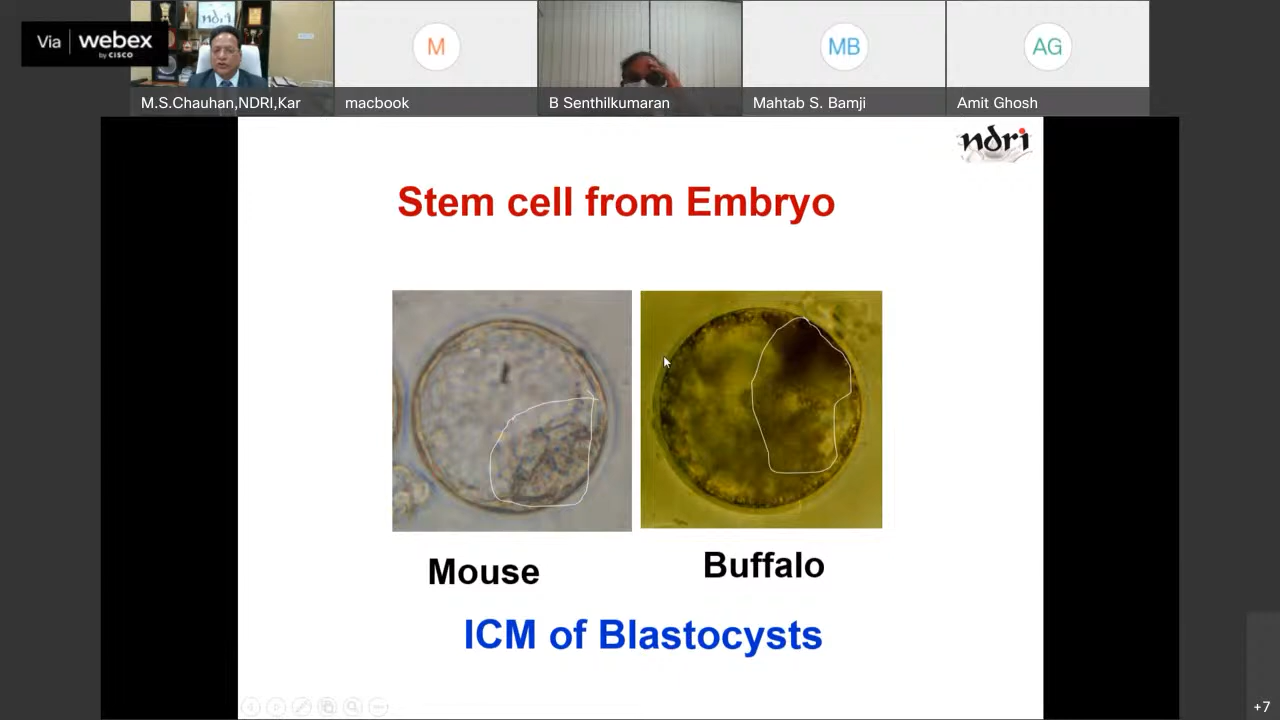 Via webex
by CISCO
ndri
M.S.Chauhan,NDRI,Kar
M
macbook
B Senthilkumaran
MB
Mahtab S. Bamji
AG
Amit Ghosh
ndri
Stem cell from Embryo
Mouse
Buffalo
ICM of Blastocysts
+7